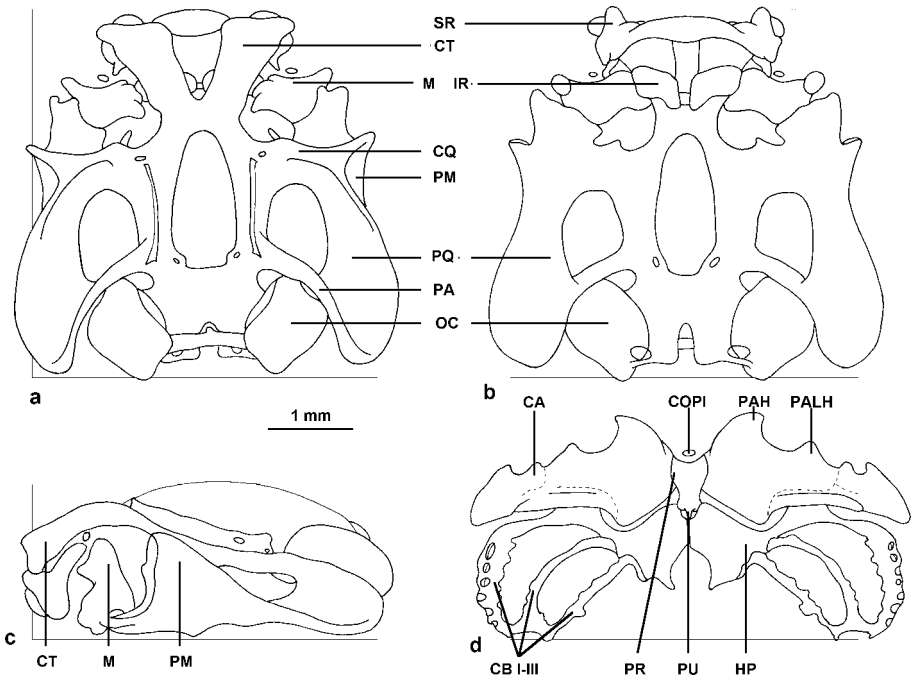 SR
CT
M IR
CQ
PM
PQ
PA
OC
a
b
1 mm
CA COPI PAH PALH
c
d
CT M PM
CB I-III PR PU HP